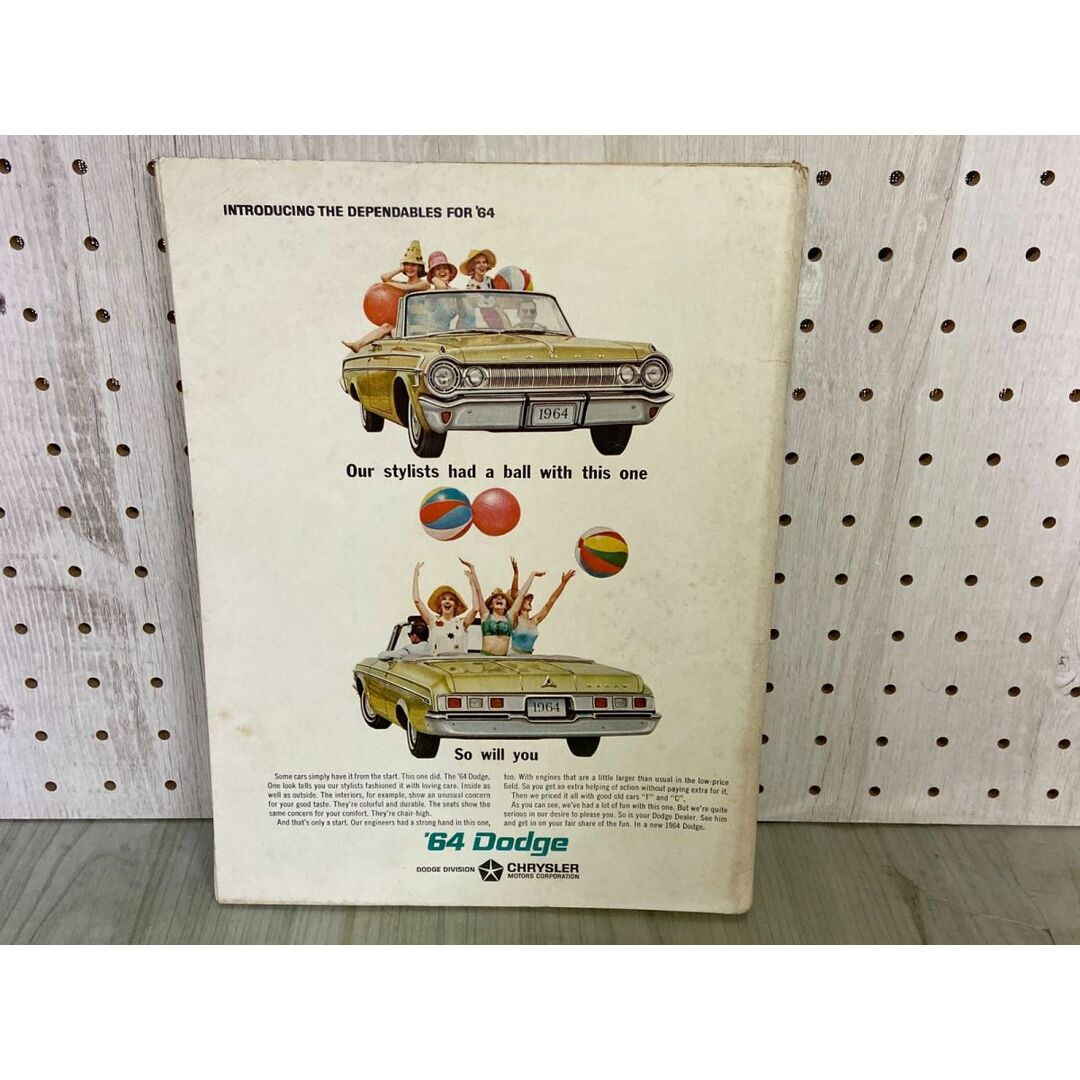 INTRODUCING THE DEPENDABLES FOR '64
DODGE
1964
Our stylists had a ball with this one
1964
So will you
Some cars simply have it from the start. This one did. The '64 Dodge.
One look tells you our stylists fashioned it with loving care. Inside as
well as outside. The interiors, for example, show an unusual concern
for your good taste. They're colorful and durable. The seats show the
same concern for your comfort. They're chair-high.
And that's only a start. Our engineers had a strong hand in this one,
too. With engines that are a little larger than usual in the low-price
field. So you get an extra helping of action without paying extra for it.
Then we priced it all with good old cars "F" and "C".
As you can see, we've had a lot of fun with this one. But we're quite
serious in our desire to please you. So is your Dodge Dealer. See him
and get in on your fair share of the fun. In a new 1964 Dodge.
'64 Dodge
DODGE DIVISION CHRYSLER
MOTORS CORPORATION